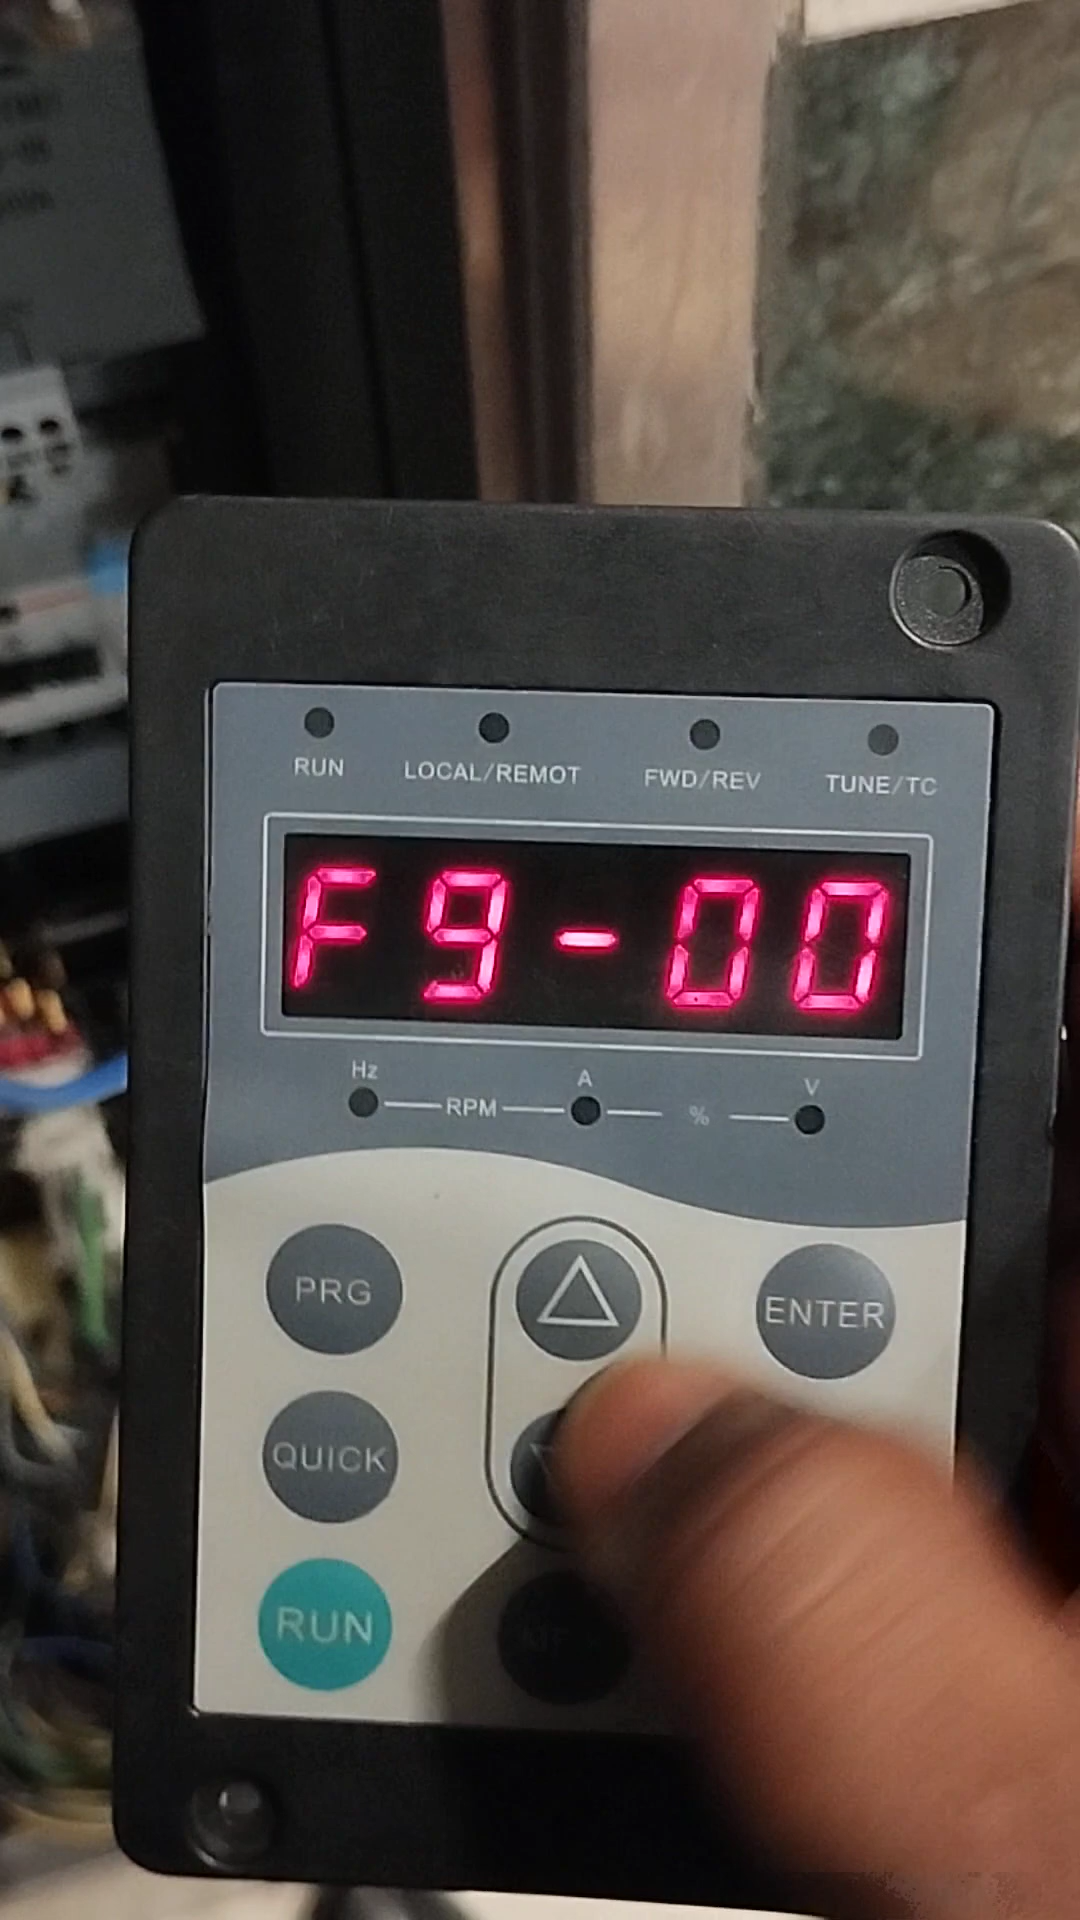 RUN LOCAL/REMOT FWD/REV TUNE/TC
F9-00
Hz RPM A % V
PRG ENTER
QUICK
RUN